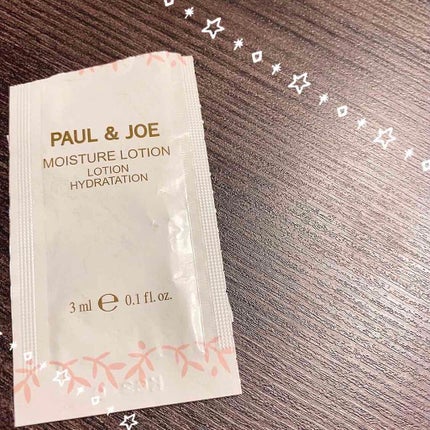 PAUL & JOE
MOISTURE LOTION
LOTION
HYDRATATION
3 ml ℮ 0.1 fl. oz.